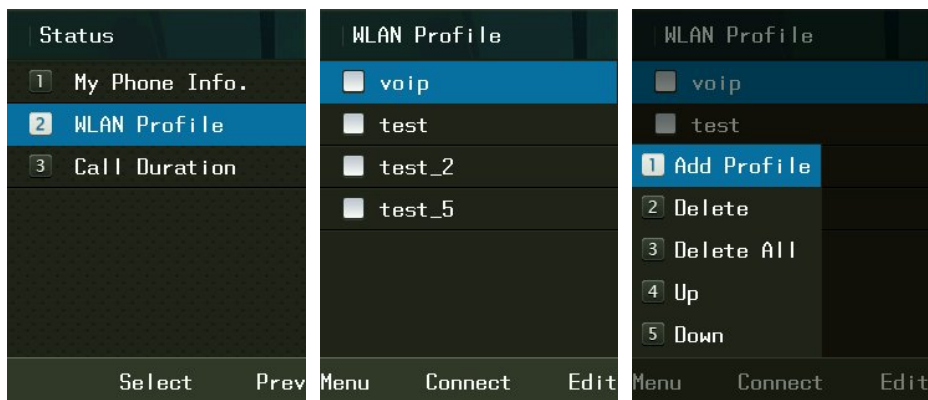 Status
1 My Phone Info.
2 WLAN Profile
3 Call Duration
Select Prev
WLAN Profile
voip
test
test_2
test_5
Menu Connect Edit
WLAN Profile
voip
test
1 Add Profile
2 Delete
3 Delete All
4 Up
5 Down
Menu Connect Edit